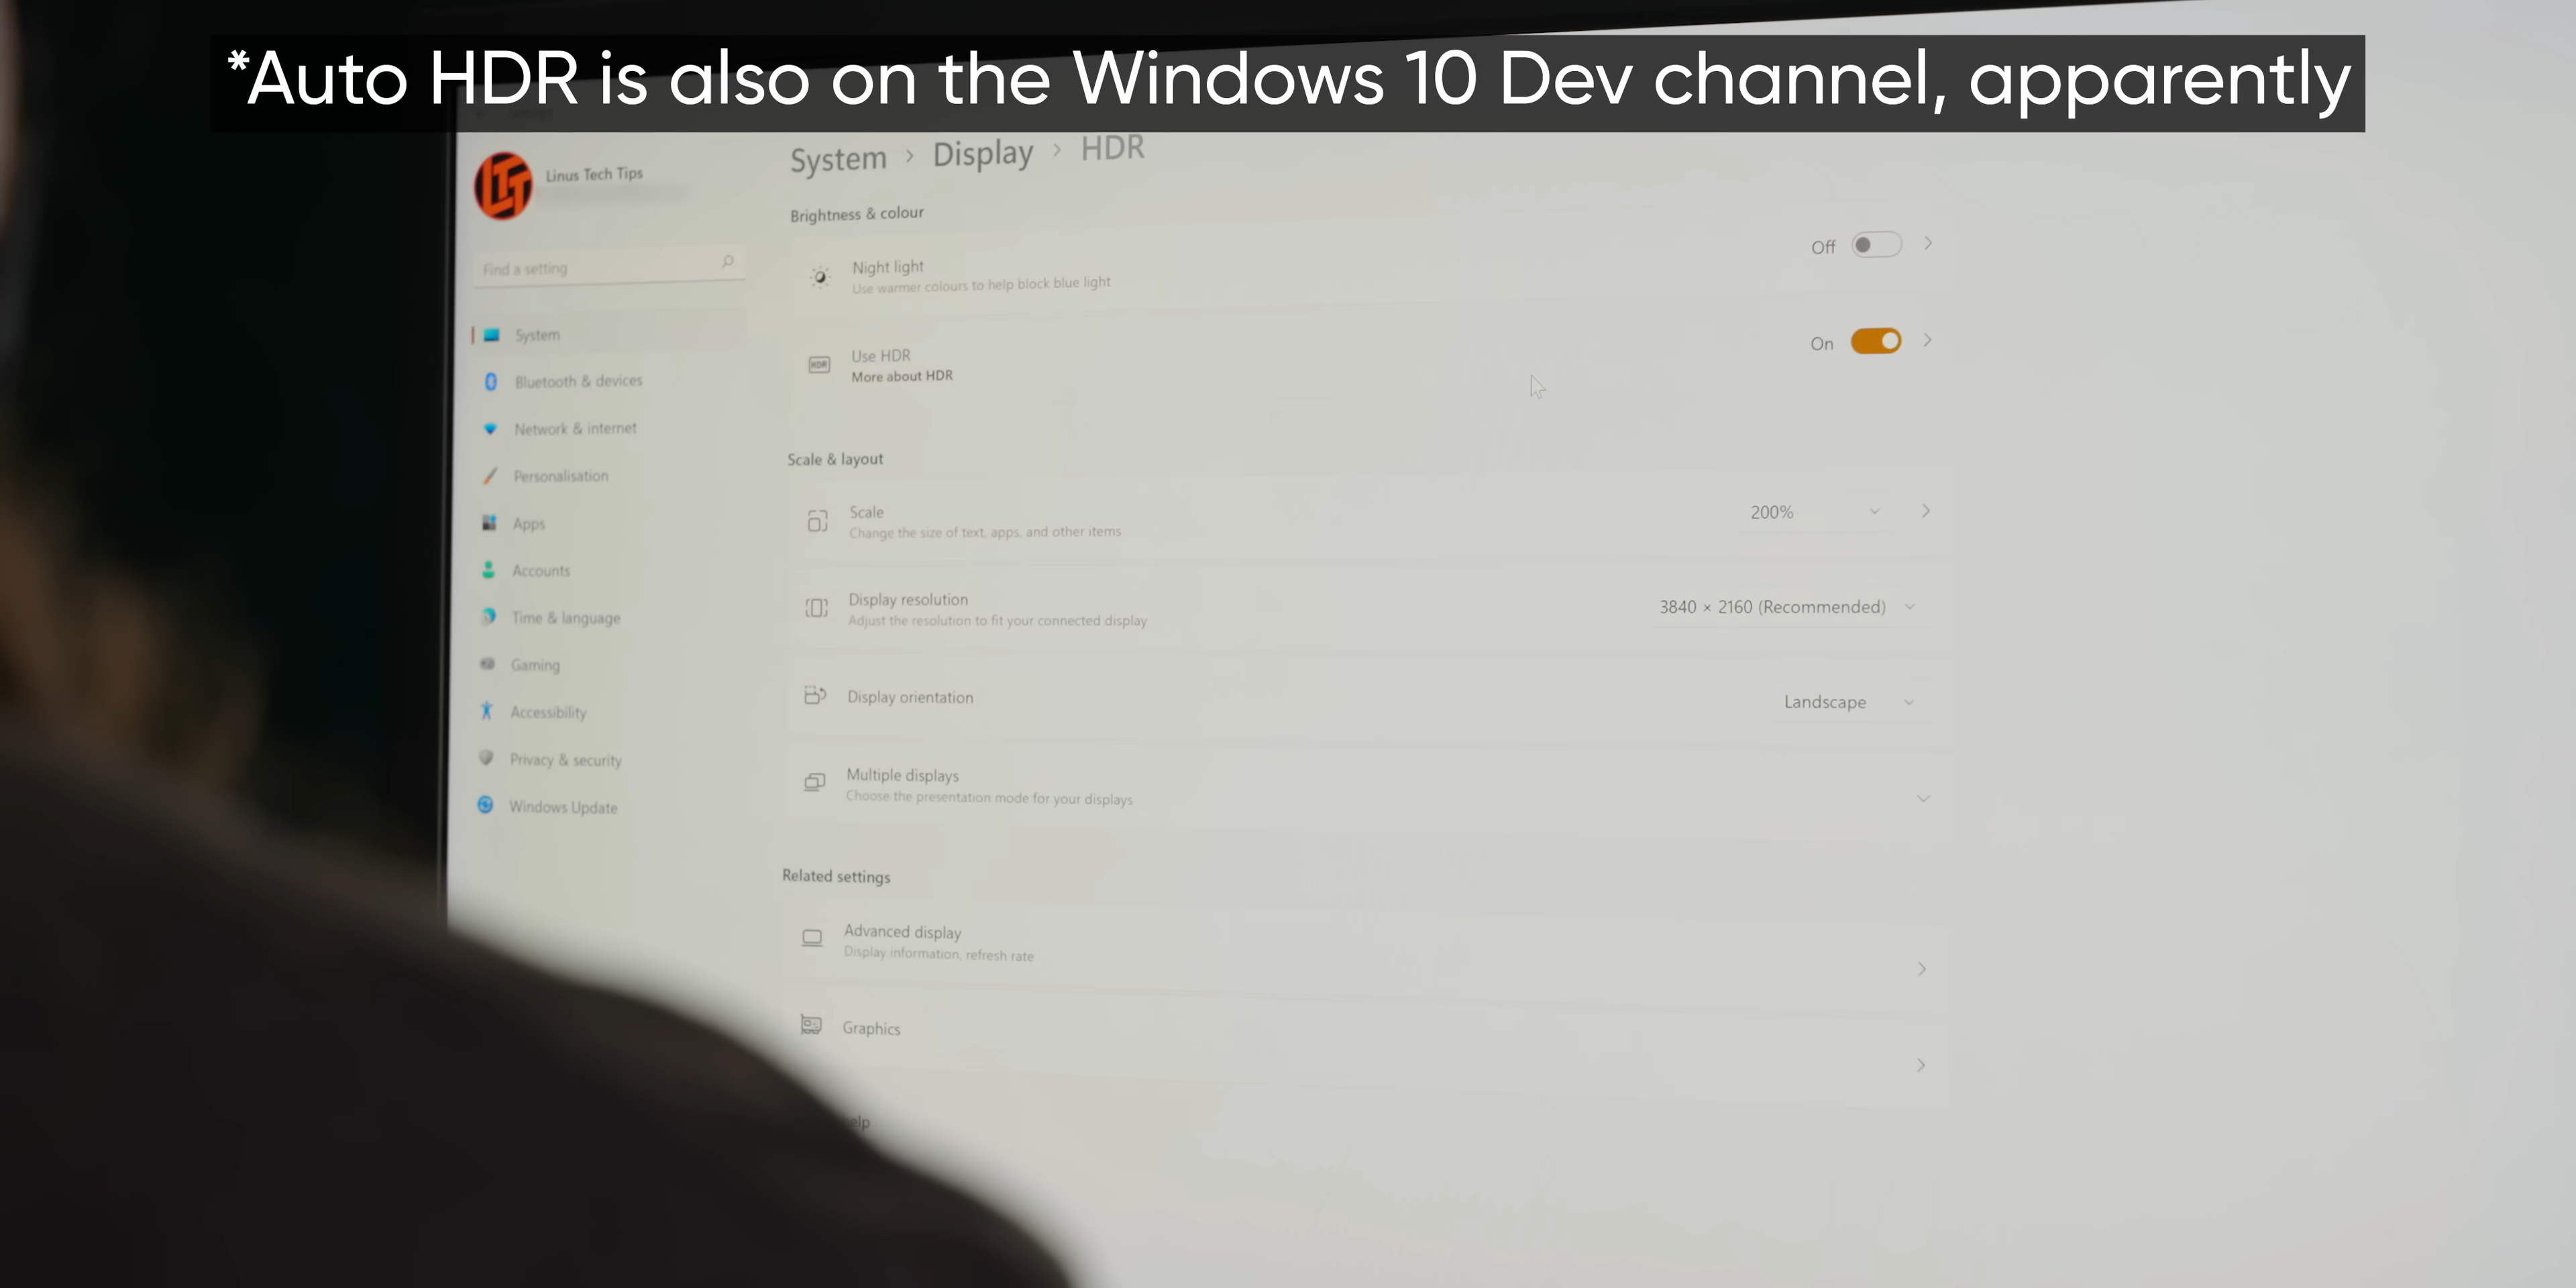 *Auto HDR is also on the Windows 10 Dev channel, apparently
System > Display > HDR
LTT
Linus Tech Tips
Find a setting
System
Bluetooth & devices
Network & internet
Personalisation
Apps
Accounts
Time & language
Gaming
Accessibility
Privacy & security
Windows Update
Brightness & colour
Night light
Use warmer colours to help block blue light
Off
HDR
Use HDR
More about HDR
On
Scale & layout
Scale
Change the size of text, apps, and other items
200%
Display resolution
Adjust the resolution to fit your connected display
3840 × 2160 (Recommended)
Display orientation
Landscape
Multiple displays
Choose the presentation mode for your displays
Related settings
Advanced display
Display information, refresh rate
Graphics